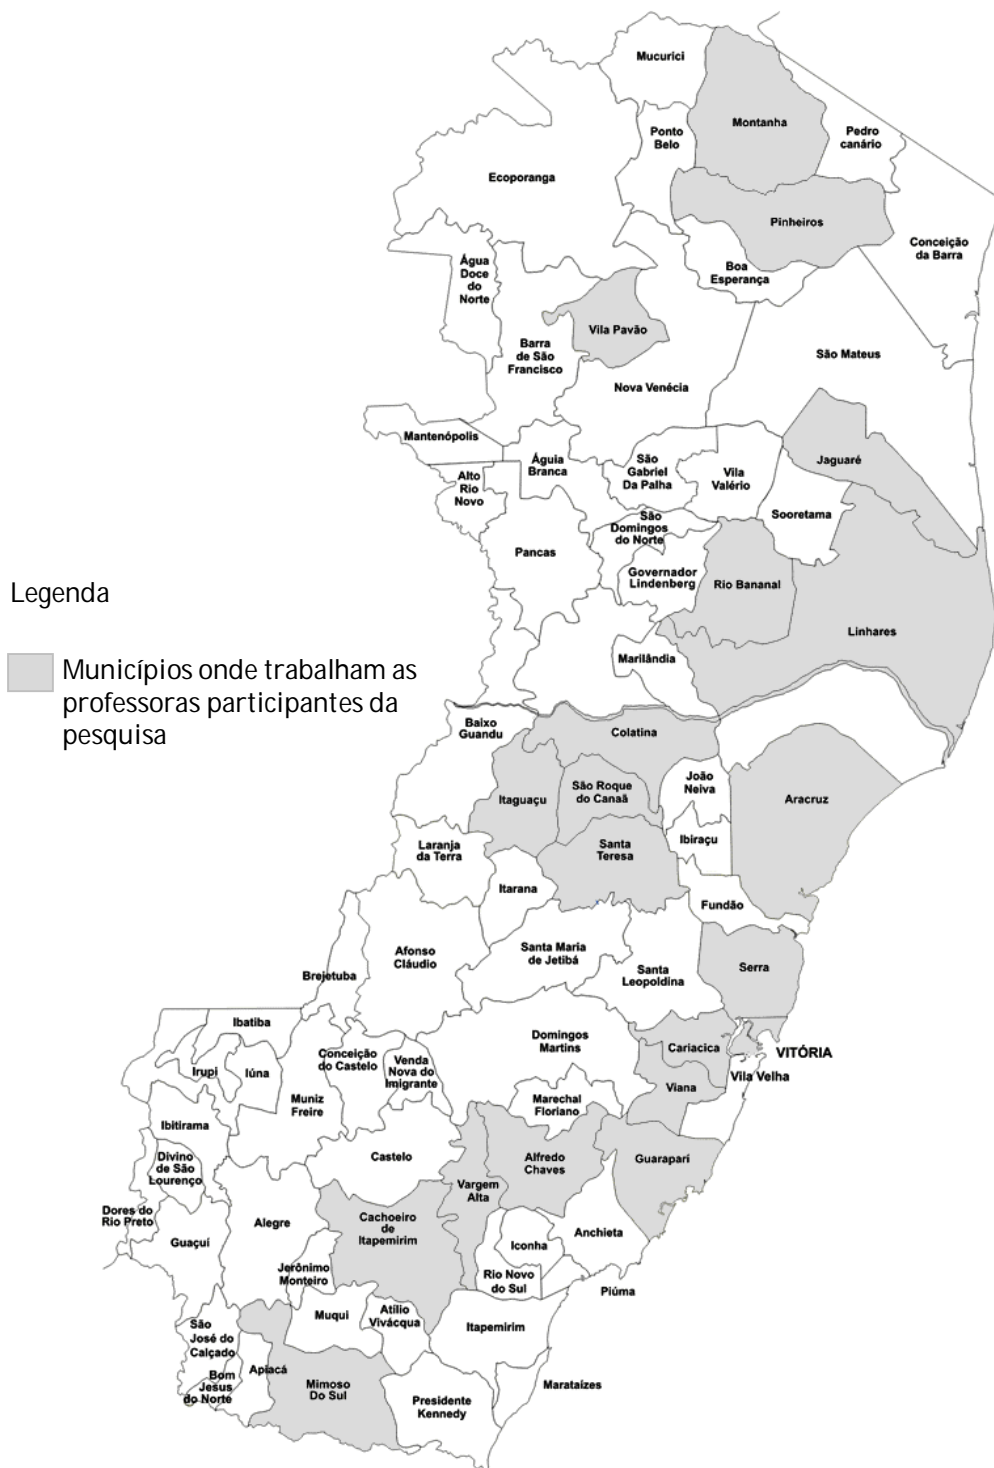 Mucurici
Montanha
Ponto
Belo
Pedro
canário
Ecoporanga
Pinheiros
Conceição
da Barra
Água
Doce
do
Norte
Boa
Esperança
Vila Pavão
Barra
de São
Francisco
São Mateus
Nova Venécia
Mantenópolis
Águia
Branca
São
Gabriel
Da Palha
Vila
Valério
Jaguaré
Alto
Rio
Novo
Sooretama
São
Domingos
do Norte
Pancas
Governador
Lindenberg
Rio Bananal
Legenda
Linhares
Marilândia
Municípios onde trabalham as
professoras participantes da
pesquisa
Baixo
Guandu
Colatina
João
Neiva
Itaguaçu
São Roque
do Canaã
Aracruz
Ibiraçu
Laranja
da Terra
Santa
Teresa
Itarana
Fundão
Afonso
Cláudio
Santa Maria
de Jetibá
Brejetuba
Santa
Leopoldina
Serra
Ibatiba
Domingos
Martins
Cariacica
VITÓRIA
Conceição
do Castelo
Venda
Nova do
Imigrante
Irupi
Iúna
Viana
Vila Velha
Muniz
Freire
Marechal
Floriano
Ibitirama
Castelo
Alfredo
Chaves
Guarapari
Divino
de São
Lourenço
Vargem
Alta
Dores do
Rio Preto
Alegre
Cachoeiro
de
Itapemirim
Guaçuí
Anchieta
Iconha
Jerônimo
Monteiro
Rio Novo
do Sul
Piúma
Muqui
Atílio
Vivácqua
Itapemirim
São
José do
Calçado
Apiacá
Bom
Jesus
do Norte
Mimoso
Do Sul
Marataízes
Presidente
Kennedy